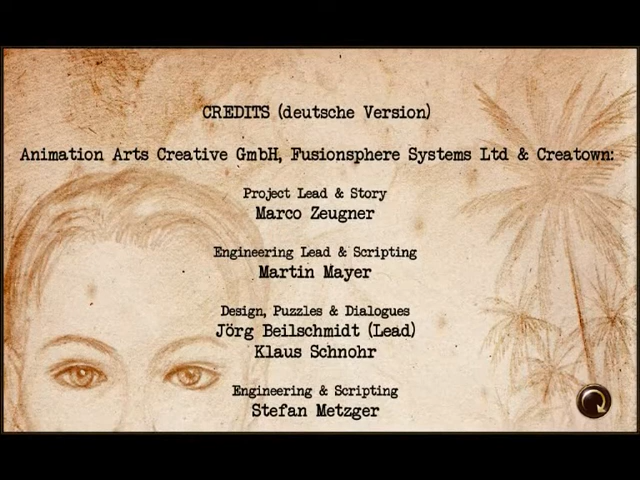 CREDITS (deutsche Version)
Animation Arts Creative GmbH, Fusionsphere Systems Ltd & Creatown:
Project Lead & Story
Marco Zeugner
Engineering Lead & Scripting
Martin Mayer
Design, Puzzles & Dialogues
Jörg Beilschmidt (Lead)
Klaus Schnohr
Engineering & Scripting
Stefan Metzger